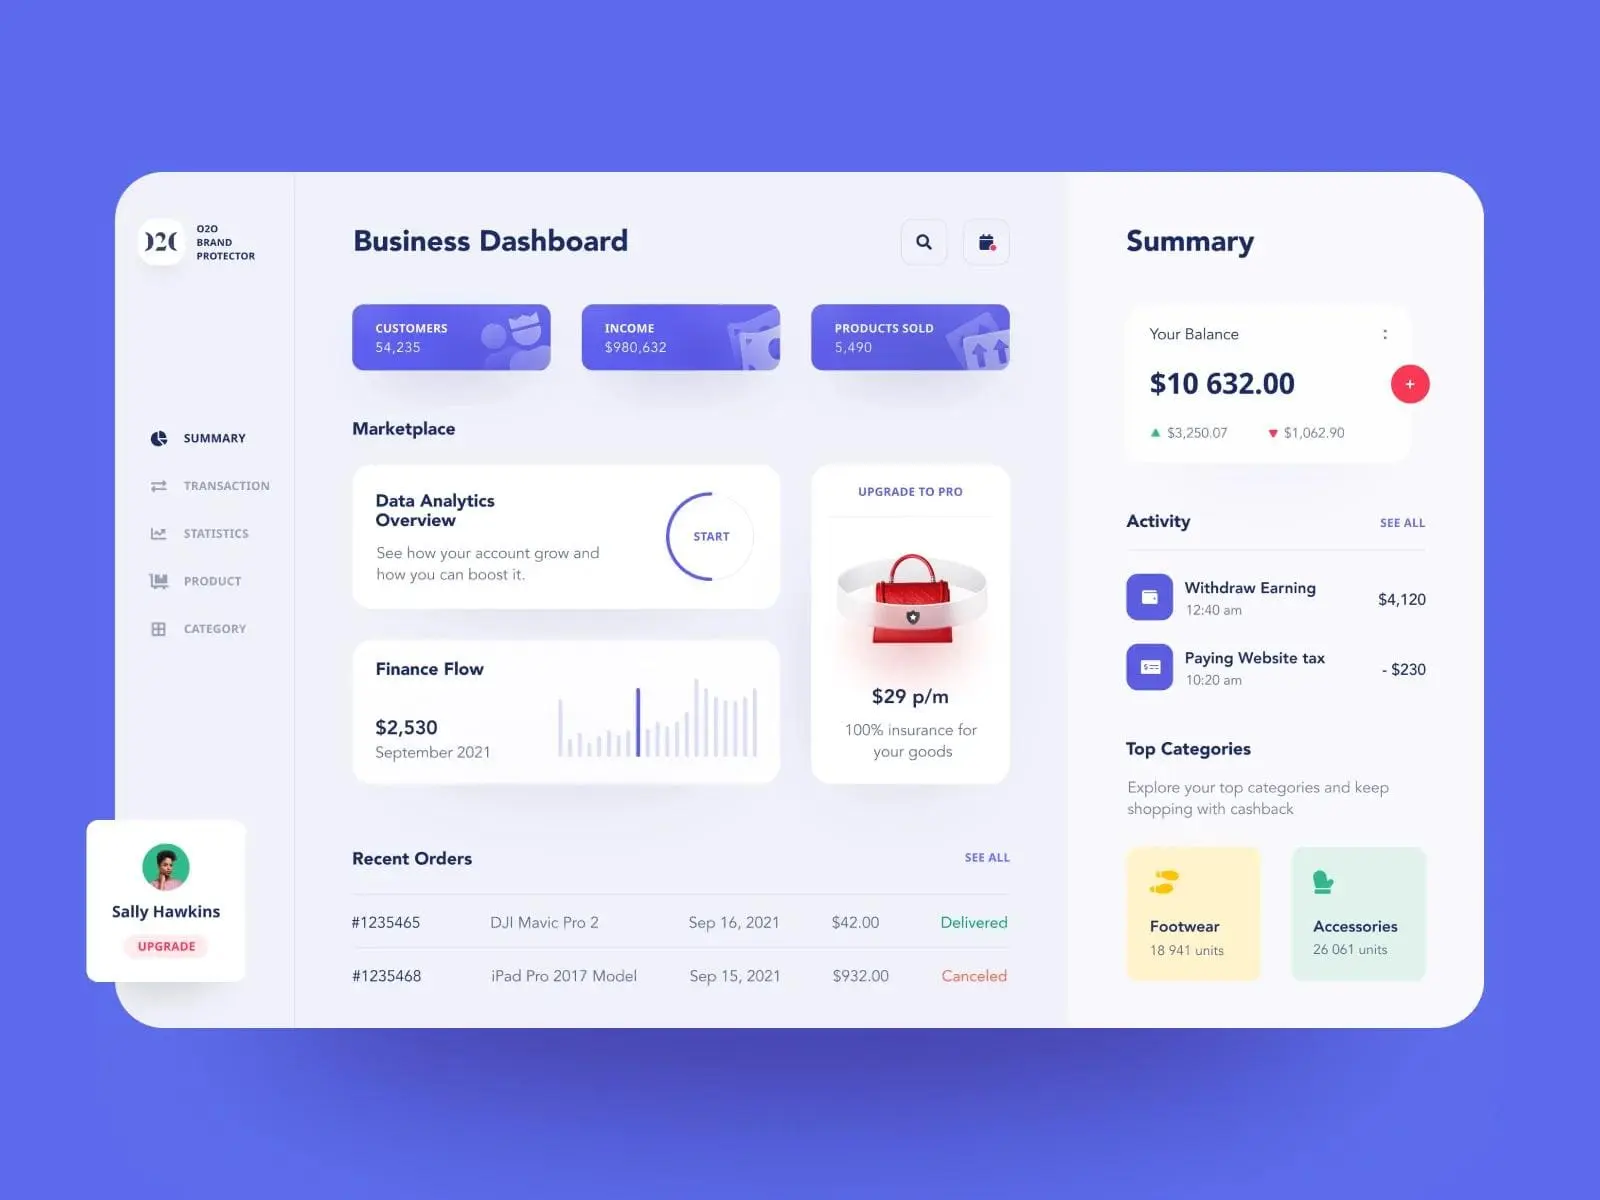 O2O
BRAND
PROTECTOR
SUMMARY
TRANSACTION
STATISTICS
PRODUCT
CATEGORY
Sally Hawkins
UPGRADE
Business Dashboard
CUSTOMERS
54,235
INCOME
$980,632
PRODUCTS SOLD
5,490
Marketplace
Data Analytics
Overview
See how your account grow and
how you can boost it.
START
Finance Flow
$2,530
September 2021
UPGRADE TO PRO
$29 p/m
100% insurance for
your goods
Recent Orders
SEE ALL
#1235465 DJI Mavic Pro 2 Sep 16, 2021 $42.00 Delivered
#1235468 iPad Pro 2017 Model Sep 15, 2021 $932.00 Canceled
Summary
Your Balance
$10 632.00
$3,250.07 $1,062.90
Activity
SEE ALL
Withdraw Earning
12:40 am
$4,120
Paying Website tax
10:20 am
- $230
Top Categories
Explore your top categories and keep
shopping with cashback
Footwear
18 941 units
Accessories
26 061 units